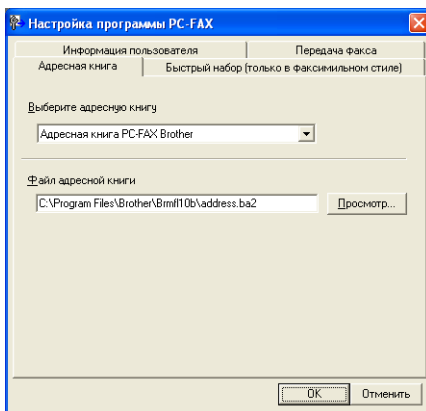 Настройка программы PC-FAX
Информация пользователя Передача факса
Адресная книга Быстрый набор (только в факсимильном стиле)
Выберите адресную книгу
Адресная книга PC-FAX Brother
Файл адресной книги
C:\Program Files\Brother\Brmfl10b\address.ba2 Просмотр...
OK Отменить